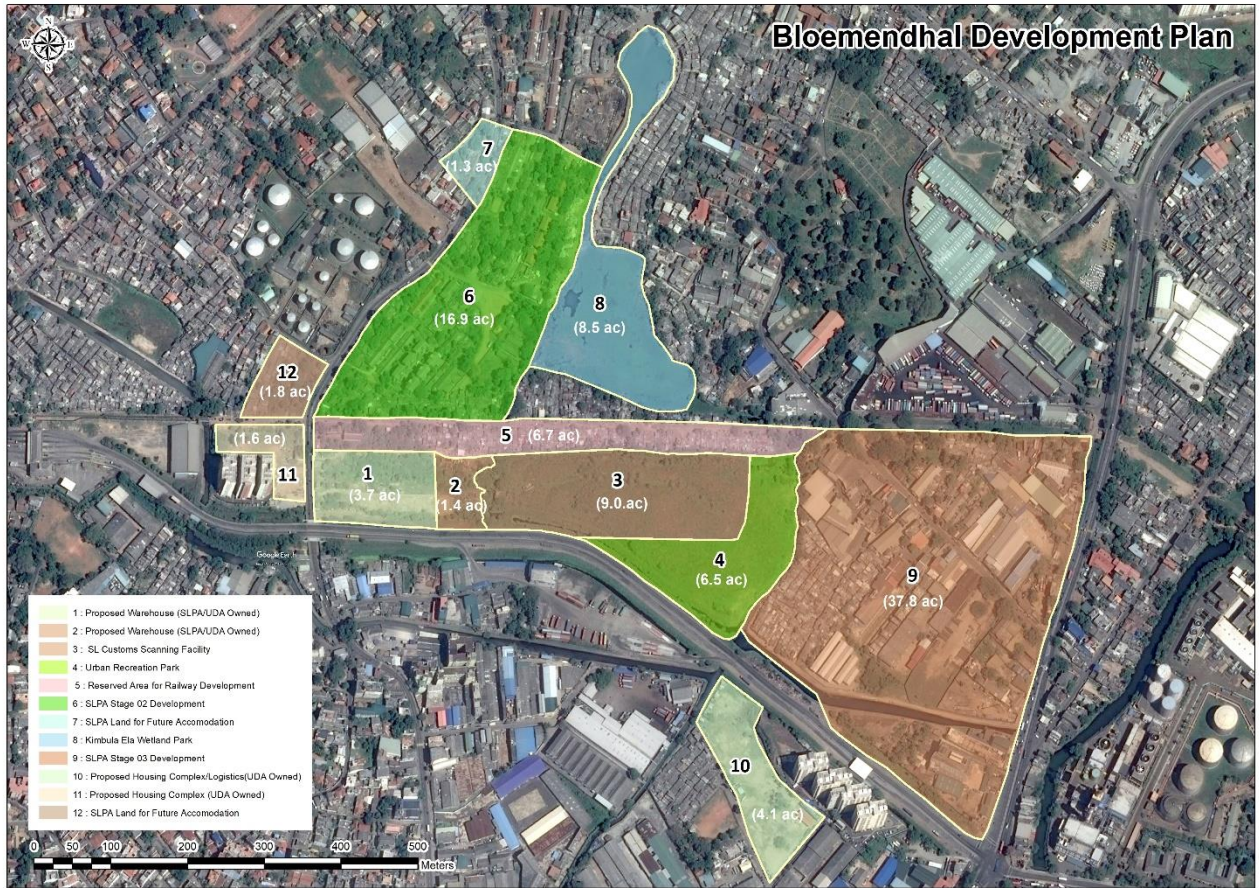 Bloemendhal Development Plan
N
W E
S
7
(1.3 ac)
6
(16.9 ac)
8
(8.5 ac)
12
(1.8 ac)
(1.6 ac)
11
5 (6.7 ac)
1
(3.7 ac)
2
(1.4 ac)
3
(9.0 ac)
4
(6.5 ac)
9
(37.8 ac)
10
(4.1 ac)
Google Earth
1 : Proposed Warehouse (SLPA/UDA Owned)
2 : Proposed Warehouse (SLPA/UDA Owned)
3 : SL Customs Scanning Facility
4 : Urban Recreation Park
5 : Reserved Area for Railway Development
6 : SLPA Stage 02 Development
7 : SLPA Land for Future Accomodation
8 : Kimbula Ela Wetland Park
9 : SLPA Stage 03 Development
10 : Proposed Housing Complex/Logistics(UDA Owned)
11 : Proposed Housing Complex (UDA Owned)
12 : SLPA Land for Future Accomodation
0 50 100 200 300 400 500
Meters